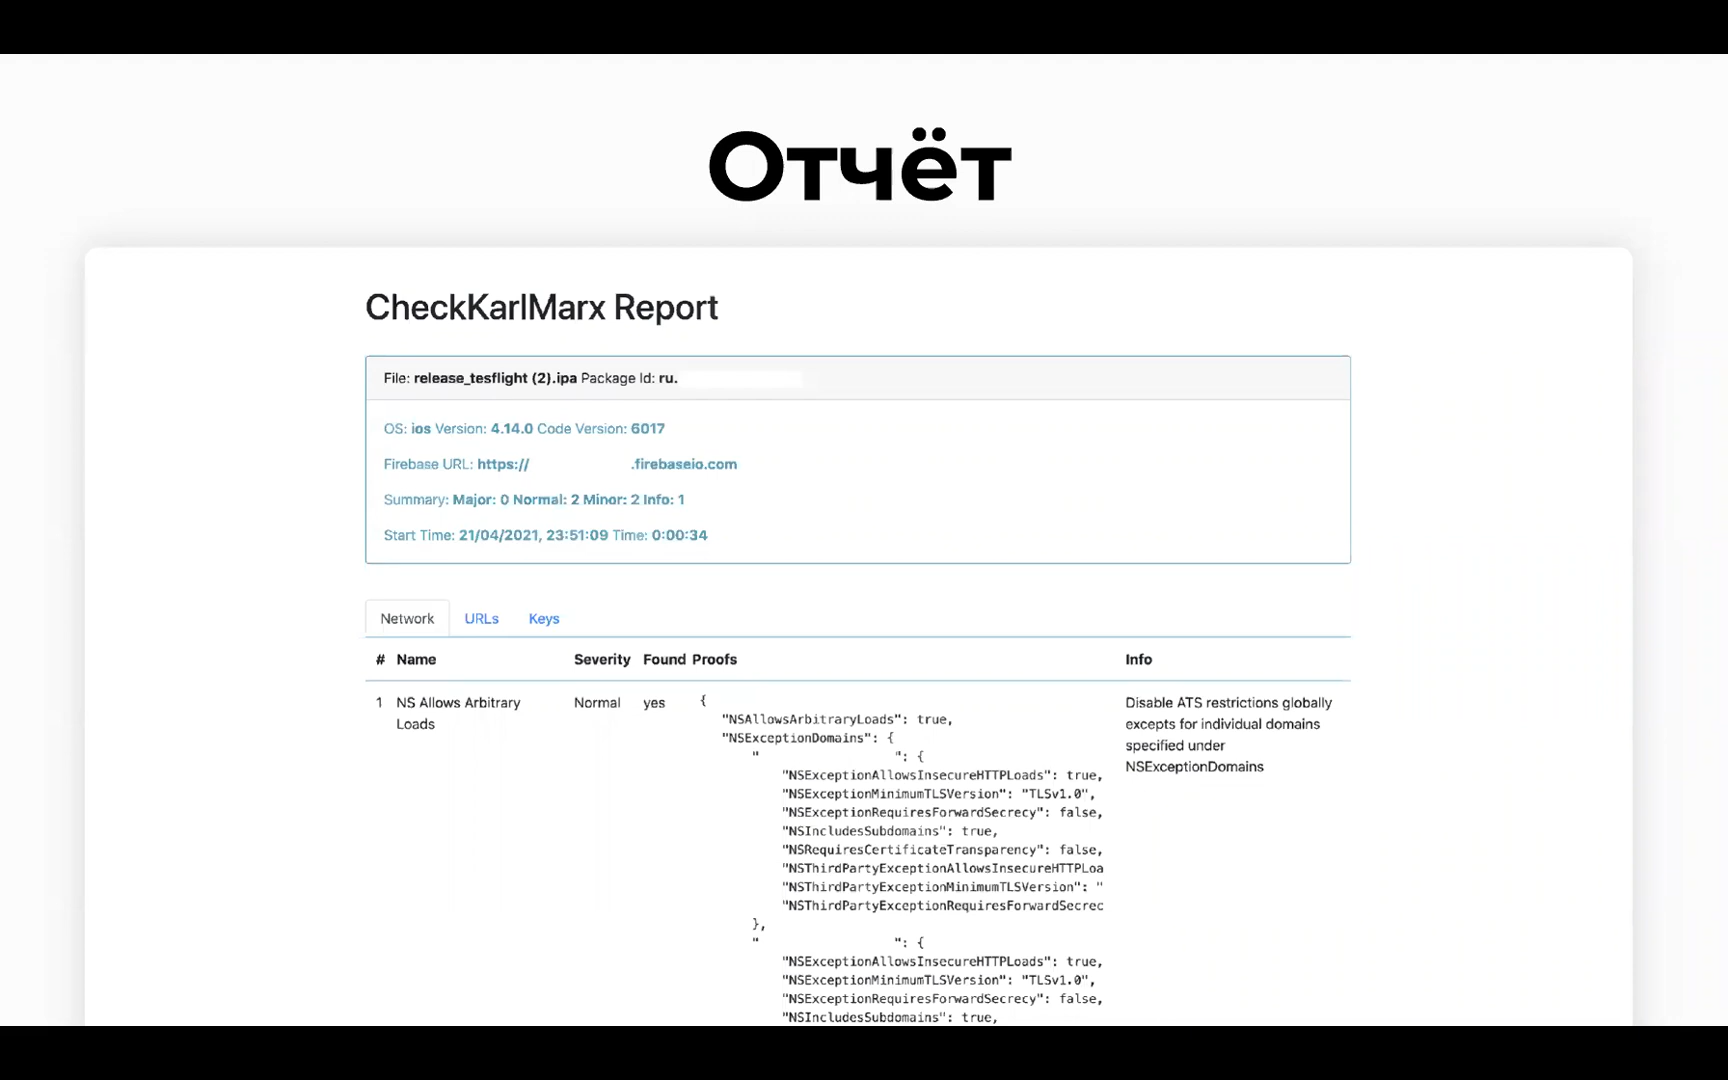 Отчёт
CheckKarlMarx Report
File: release_tesflight (2).ipa Package Id: ru.
OS: ios Version: 4.14.0 Code Version: 6017
Firebase URL: https:// .firebaseio.com
Summary: Major: 0 Normal: 2 Minor: 2 Info: 1
Start Time: 21/04/2021, 23:51:09 Time: 0:00:34
Network URLs Keys
# Name Severity Found Proofs Info
1 NS Allows Arbitrary Loads Normal yes
{
"NSAllowsArbitraryLoads": true,
"NSExceptionDomains": {
" ": {
"NSExceptionAllowsInsecureHTTPLoads": true,
"NSExceptionMinimumTLSVersion": "TLSv1.0",
"NSExceptionRequiresForwardSecrecy": false,
"NSIncludesSubdomains": true,
"NSRequiresCertificateTransparency": false,
"NSThirdPartyExceptionAllowsInsecureHTTPLoa
"NSThirdPartyExceptionMinimumTLSVersion": "
"NSThirdPartyExceptionRequiresForwardSecrec
},
" ": {
"NSExceptionAllowsInsecureHTTPLoads": true,
"NSExceptionMinimumTLSVersion": "TLSv1.0",
"NSExceptionRequiresForwardSecrecy": false,
"NSIncludesSubdomains": true,
Disable ATS restrictions globally
excepts for individual domains
specified under
NSExceptionDomains